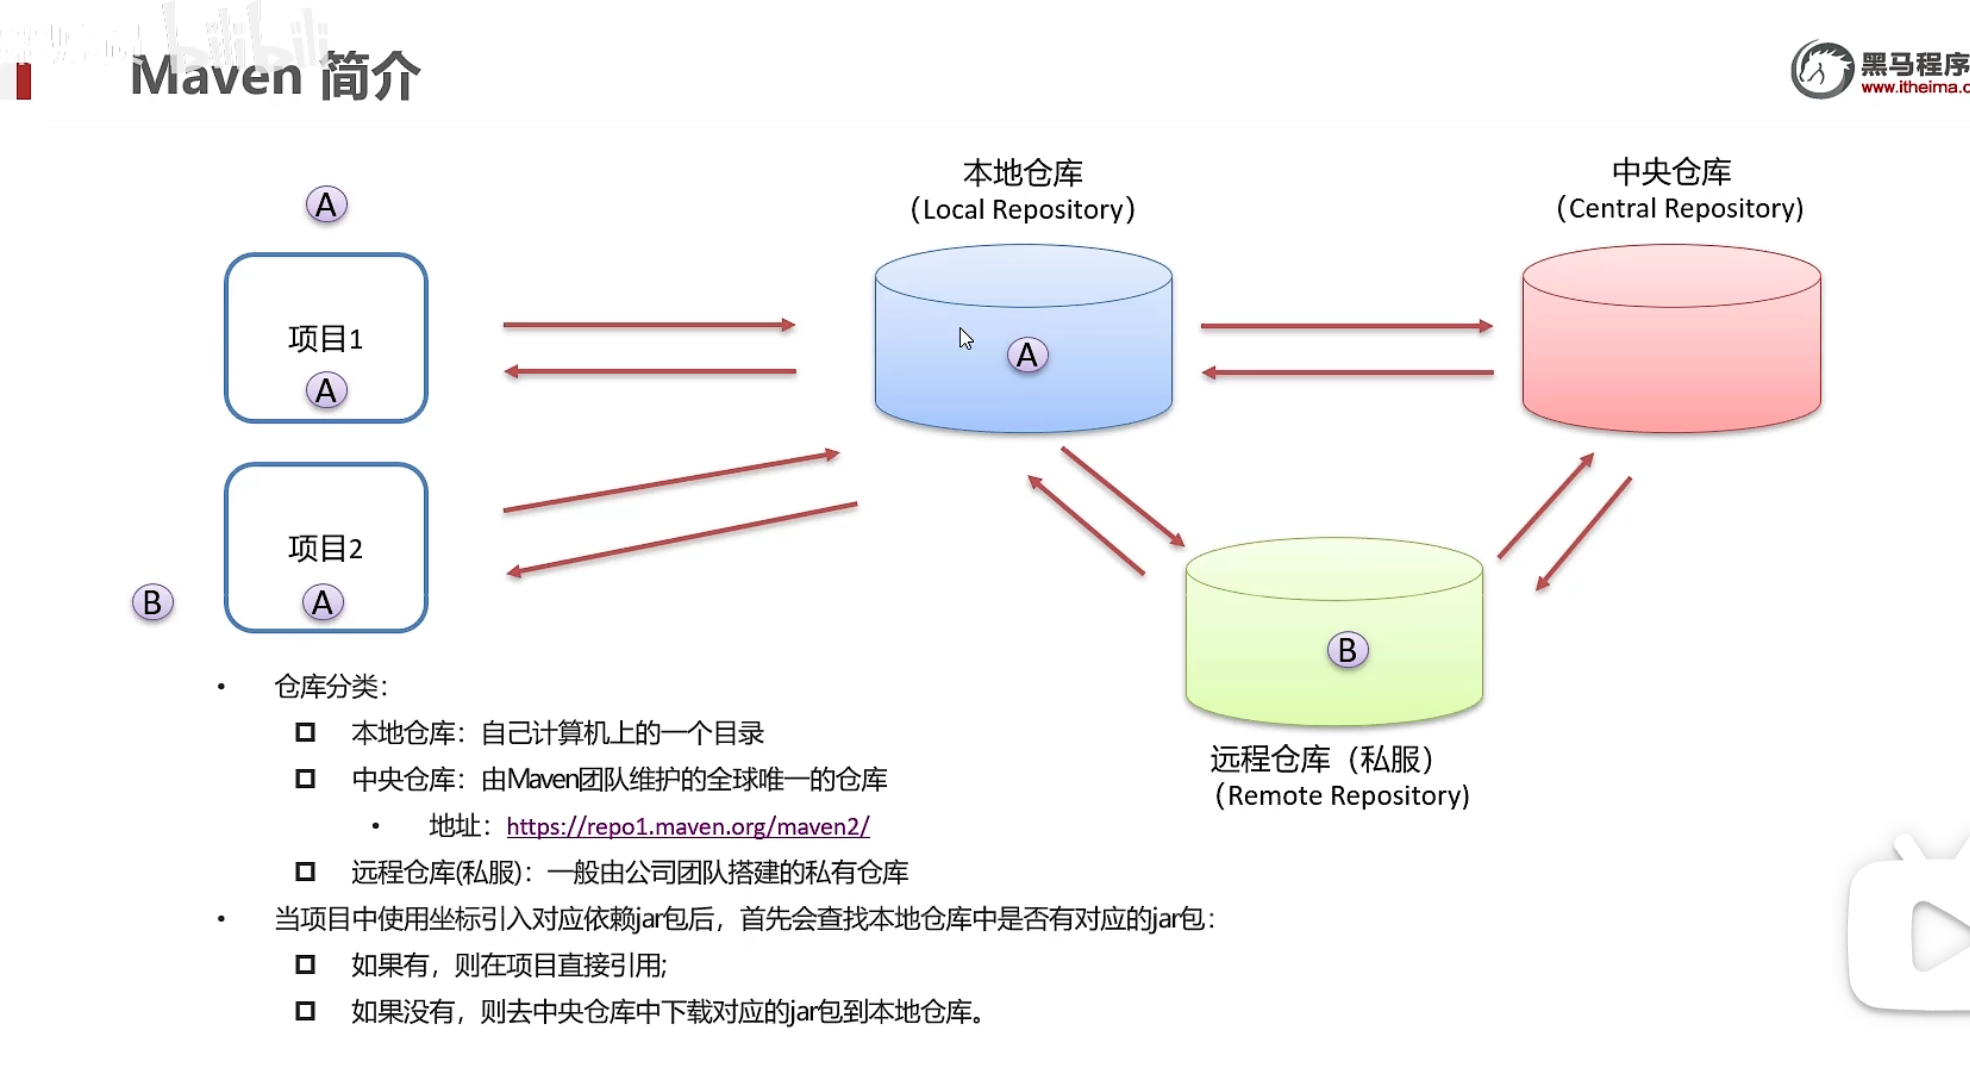 bilibili
Maven 简介
黑马程序
www.itheima.c
本地仓库
（Local Repository）
中央仓库
（Central Repository)
A
项目1
A
A
项目2
A
B
B
远程仓库（私服）
（Remote Repository)
• 仓库分类：
本地仓库：自己计算机上的一个目录
中央仓库：由Maven团队维护的全球唯一的仓库
• 地址：https://repo1.maven.org/maven2/
远程仓库(私服)：一般由公司团队搭建的私有仓库
• 当项目中使用坐标引入对应依赖jar包后，首先会查找本地仓库中是否有对应的jar包：
如果有，则在项目直接引用;
如果没有，则去中央仓库中下载对应的jar包到本地仓库。